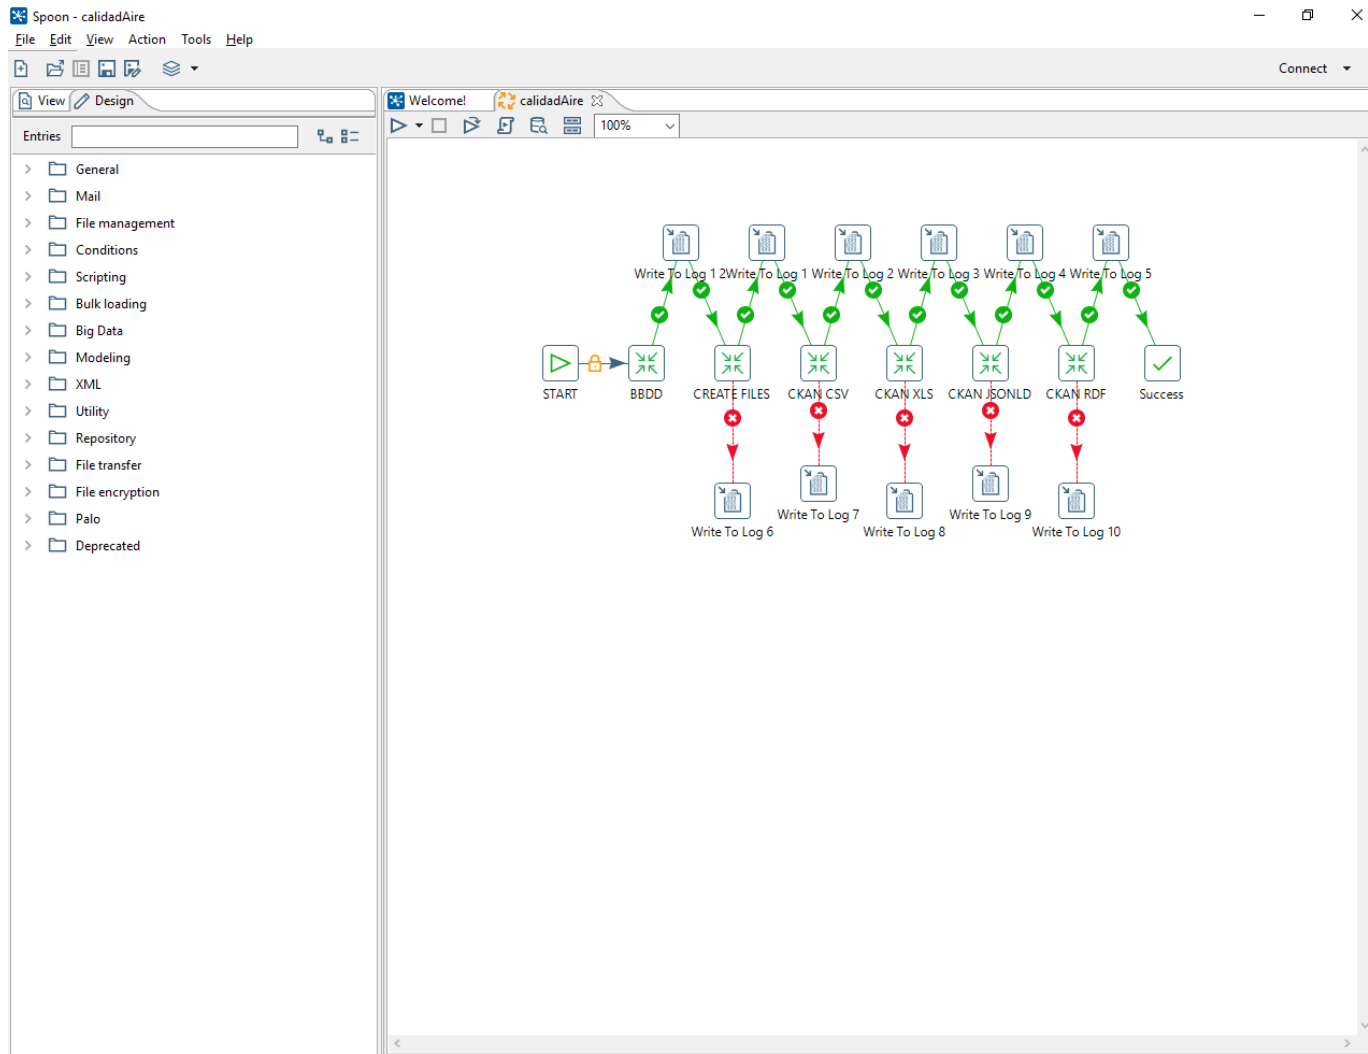 Spoon - calidadAire
File Edit View Action Tools Help
Connect
View Design
Welcome! calidadAire
Entries
100%
General
Mail
File management
Conditions
Scripting
Bulk loading
Big Data
Modeling
XML
Utility
Repository
File transfer
File encryption
Palo
Deprecated
Write To Log 1 2 Write To Log 1 Write To Log 2 Write To Log 3 Write To Log 4 Write To Log 5
START BBDD CREATE FILES CKAN CSV CKAN XLS CKAN JSONLD CKAN RDF Success
Write To Log 7 Write To Log 9
Write To Log 6 Write To Log 8 Write To Log 10